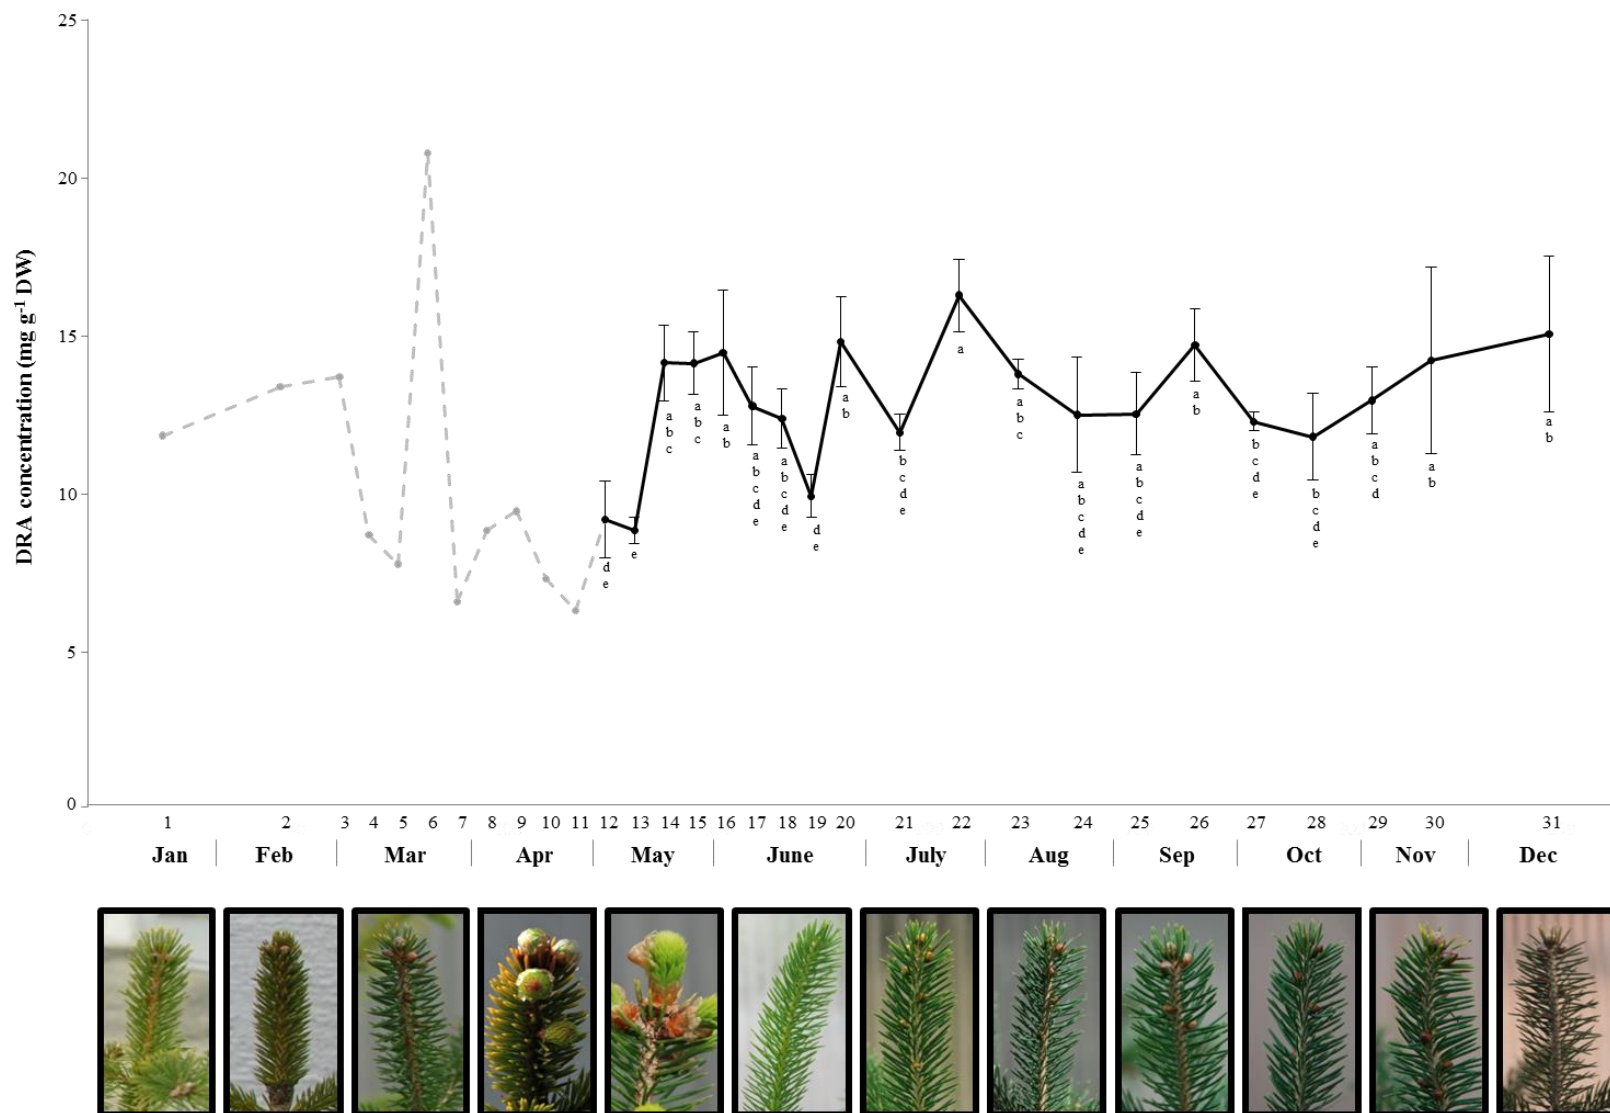 25
20
15
10
5
0
DRA concentration (mg g-1 DW)
d
e
e
a
b
c
a
b
c
a
b
a
b
c
d
e
a
b
c
d
e
d
e
a
b
b
c
d
e
a
a
b
c
a
b
c
d
e
a
b
c
d
e
a
b
b
c
d
e
b
c
d
e
a
b
c
d
a
b
a
b
1 2 3 4 5 6 7 8 9 10 11 12 13 14 15 16 17 18 19 20 21 22 23 24 25 26 27 28 29 30 31
Jan | Feb | Mar | Apr | May | June | July | Aug | Sep | Oct | Nov | Dec